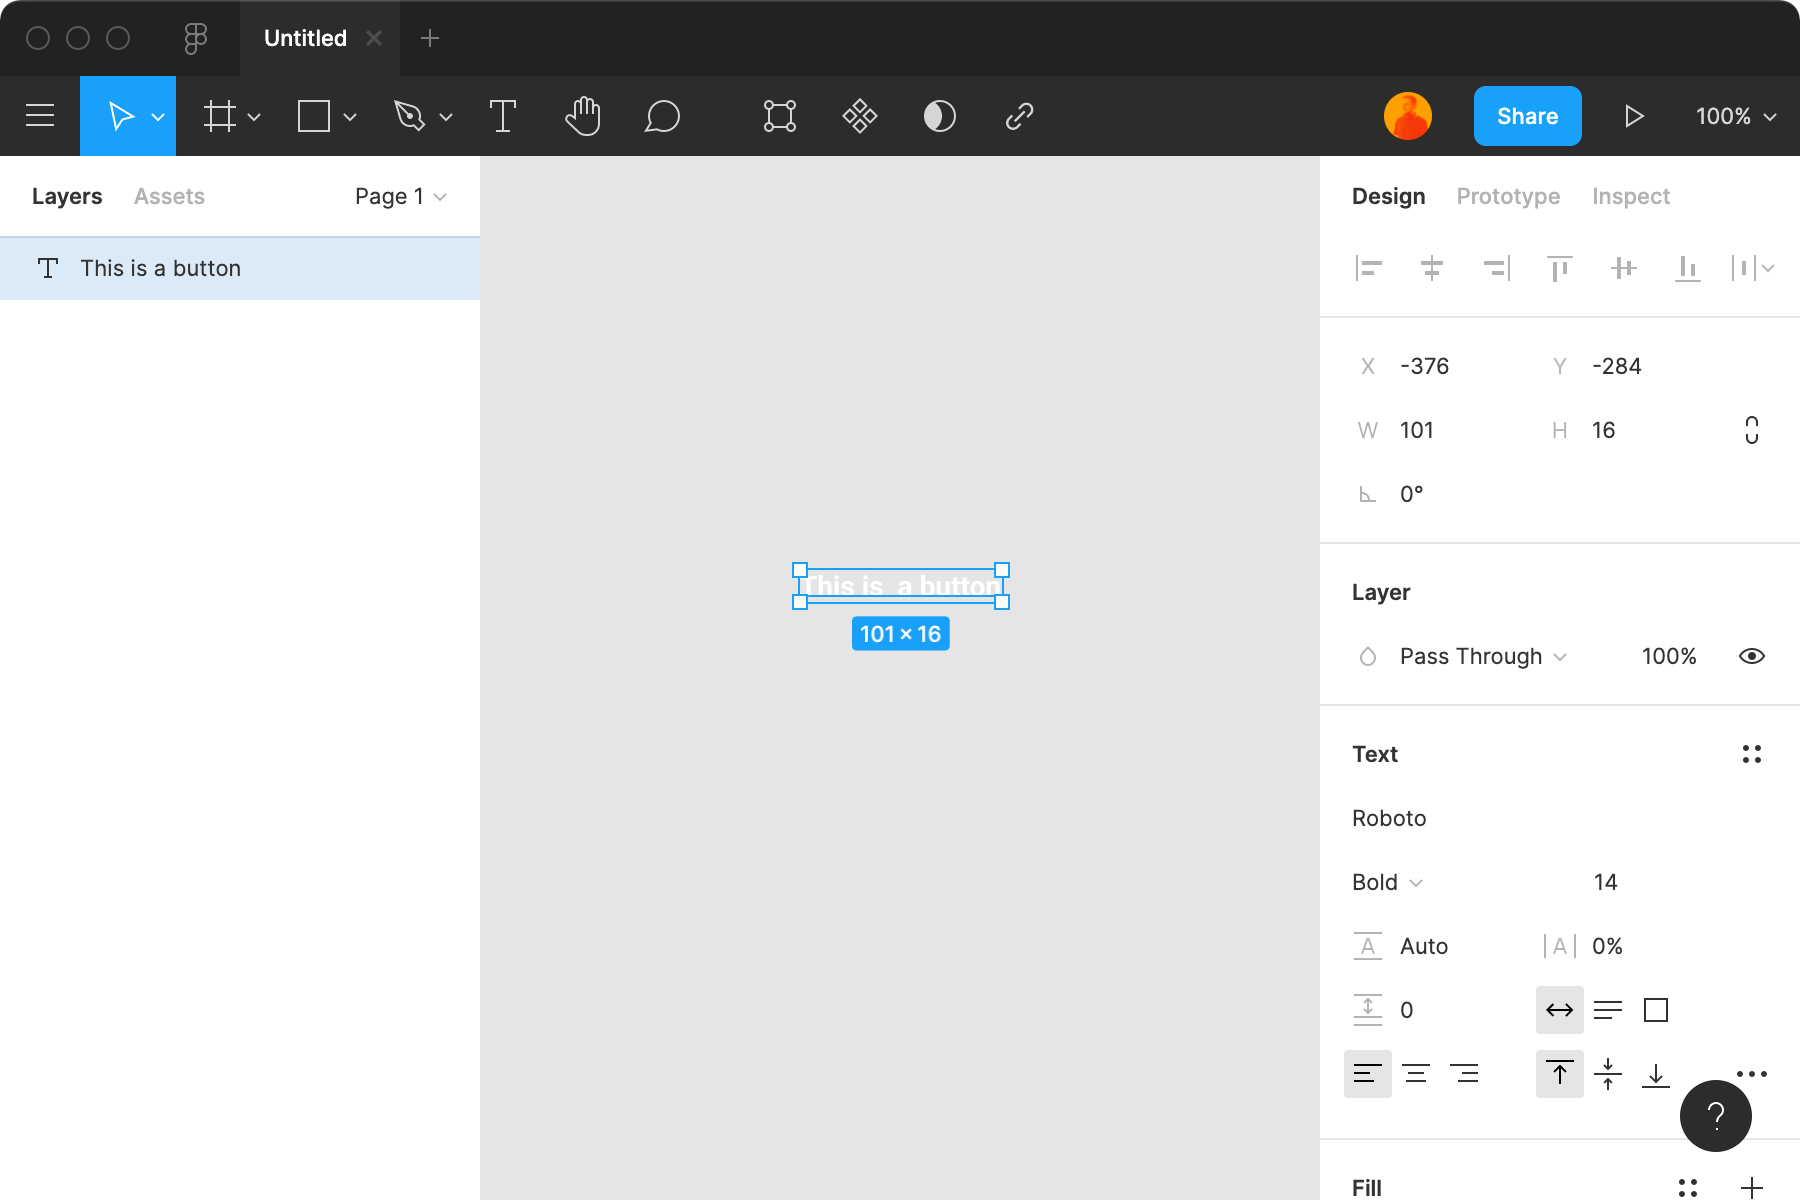 Untitled
Share
100%
Layers
Assets
Page 1
This is a button
Design
Prototype
Inspect
X -376
Y -284
W 101
H 16
0°
This is a button
101 × 16
Layer
Pass Through
100%
Text
Roboto
Bold
14
A Auto
A 0%
0
?
Fill